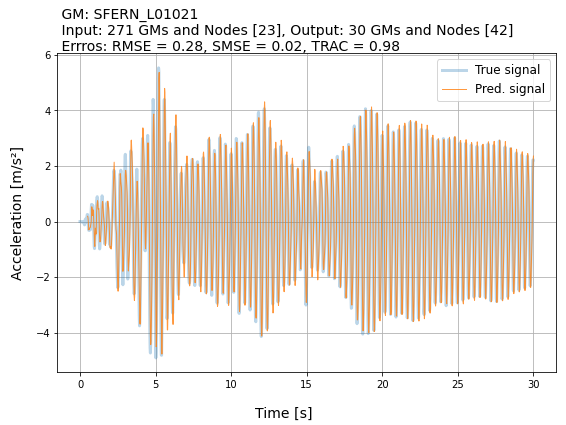 GM: SFERN_L01021
Input: 271 GMs and Nodes [23], Output: 30 GMs and Nodes [42]
Errros: RMSE = 0.28, SMSE = 0.02, TRAC = 0.98
True signal
Pred. signal
Acceleration [m/s²]
6
4
2
0
−2
−4
0 5 10 15 20 25 30
Time [s]